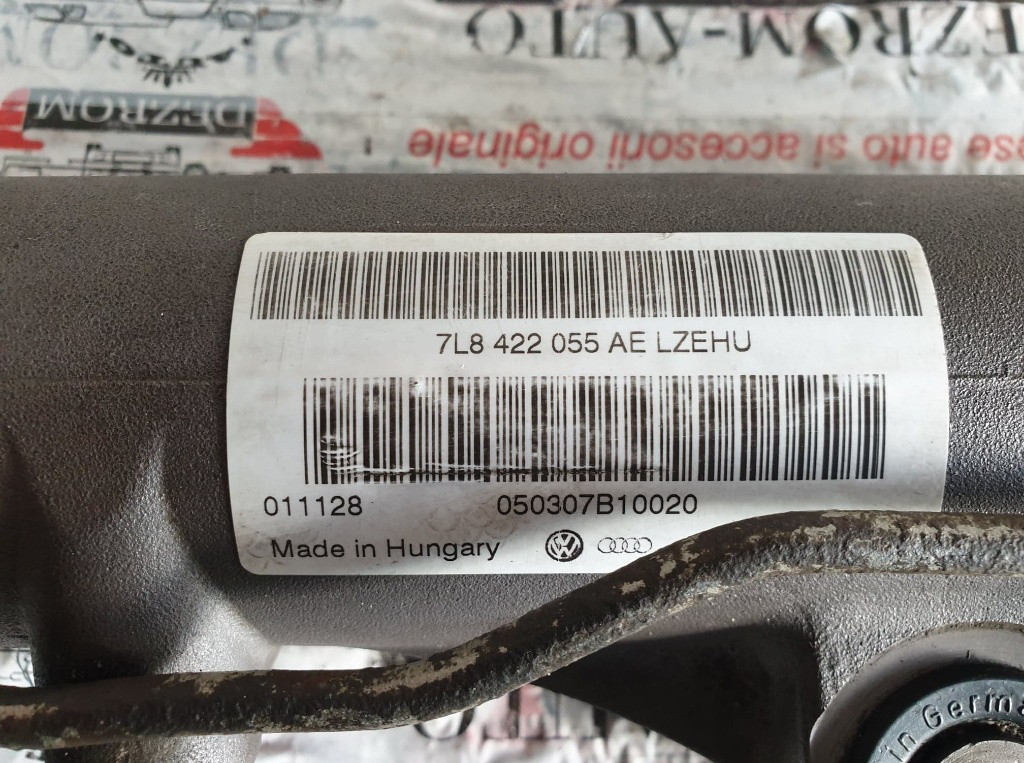 DEZROM-AUTO
DEZROM
ese auto si accesorii originale
7L8 422 055 AE LZEHU
011128 050307B10020
Made in Hungary
in Germa